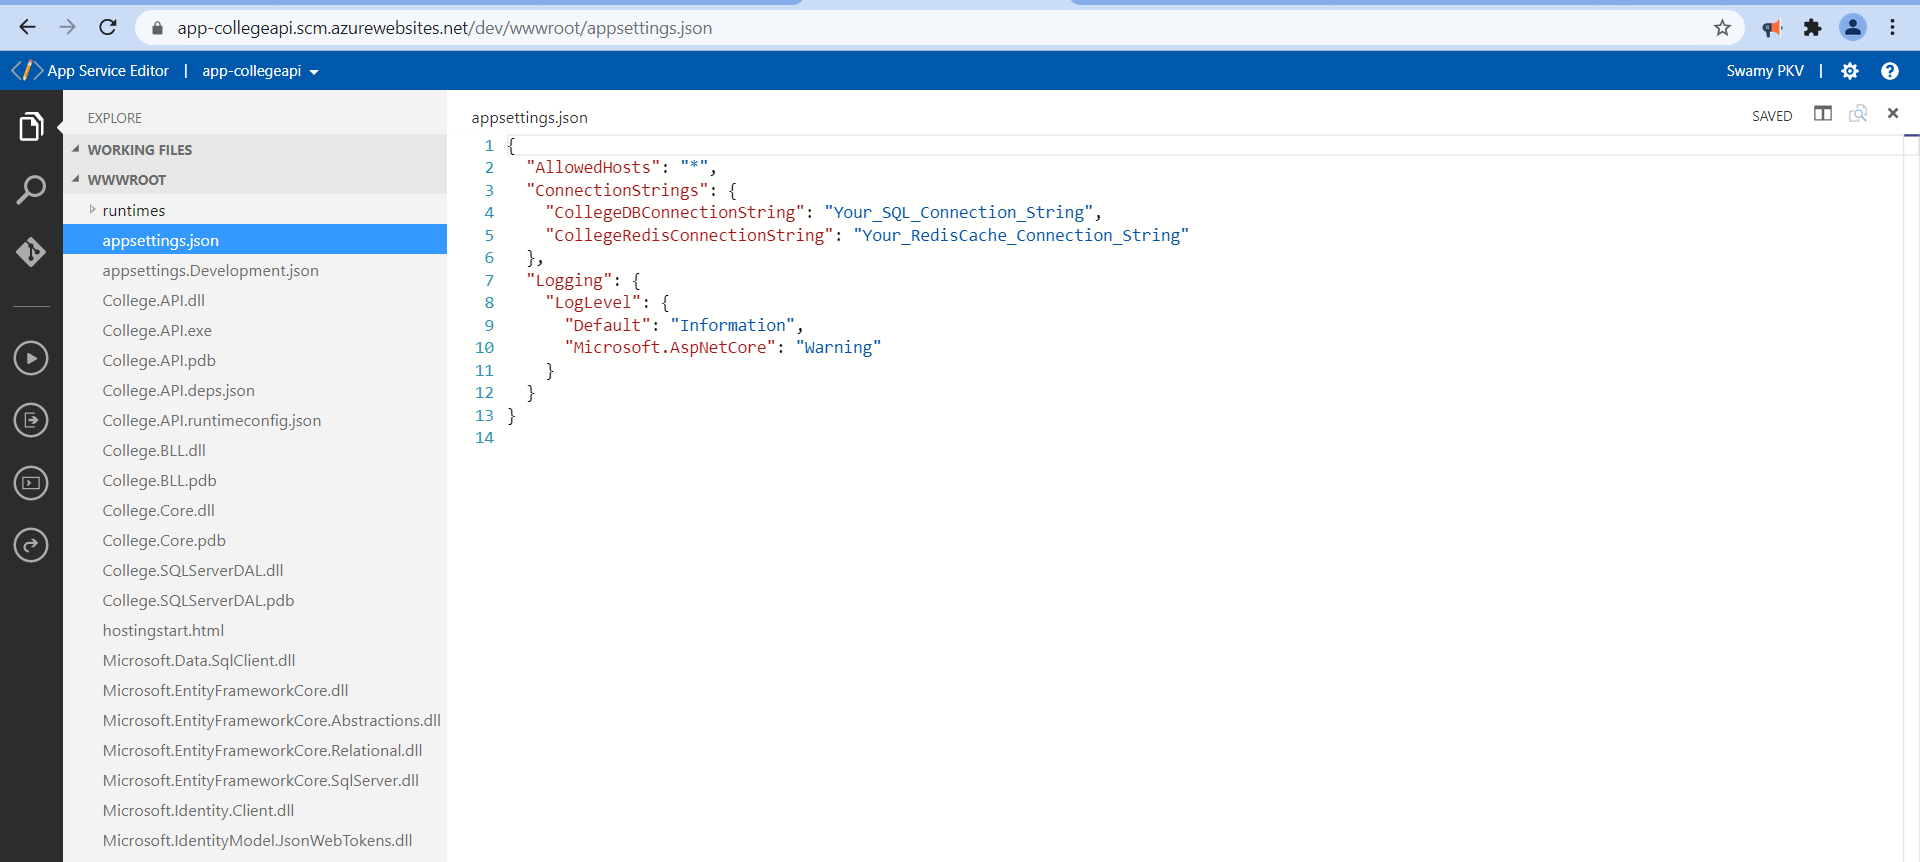 app-collegeapi.scm.azurewebsites.net/dev/wwwroot/appsettings.json
App Service Editor | app-collegeapi
Swamy PKV |
EXPLORE
WORKING FILES
WWWROOT
runtimes
appsettings.json
appsettings.Development.json
College.API.dll
College.API.exe
College.API.pdb
College.API.deps.json
College.API.runtimeconfig.json
College.BLL.dll
College.BLL.pdb
College.Core.dll
College.Core.pdb
College.SQLServerDAL.dll
College.SQLServerDAL.pdb
hostingstart.html
Microsoft.Data.SqlClient.dll
Microsoft.EntityFrameworkCore.dll
Microsoft.EntityFrameworkCore.Abstractions.dll
Microsoft.EntityFrameworkCore.Relational.dll
Microsoft.EntityFrameworkCore.SqlServer.dll
Microsoft.Identity.Client.dll
Microsoft.IdentityModel.JsonWebTokens.dll
appsettings.json
SAVED
1 {
2   "AllowedHosts": "*",
3   "ConnectionStrings": {
4     "CollegeDBConnectionString": "Your_SQL_Connection_String",
5     "CollegeRedisConnectionString": "Your_RedisCache_Connection_String"
6   },
7   "Logging": {
8     "LogLevel": {
9       "Default": "Information",
10       "Microsoft.AspNetCore": "Warning"
11     }
12   }
13 }
14